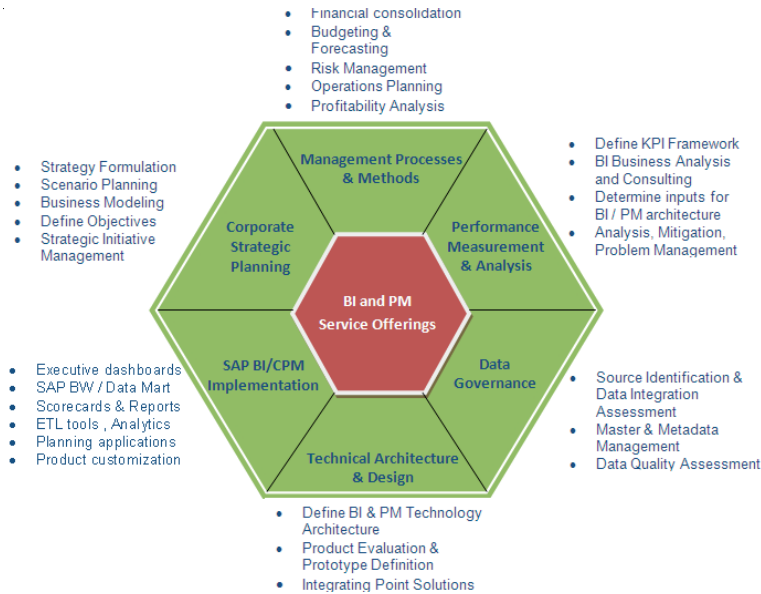 Financial consolidation
• Budgeting &
Forecasting
• Risk Management
• Operations Planning
• Profitability Analysis
Management Processes
& Methods
• Define KPI Framework
• BI Business Analysis
and Consulting
• Determine inputs for
BI / PM architecture
• Analysis, Mitigation,
Problem Management
• Strategy Formulation
• Scenario Planning
• Business Modeling
• Define Objectives
• Strategic Initiative
Management
Corporate
Strategic
Planning
Performance
Measurement
& Analysis
BI and PM
Service Offerings
SAP BI/CPM
Implementation
Data
Governance
• Executive dashboards
• SAP BW / Data Mart
• Scorecards & Reports
• ETL tools , Analytics
• Planning applications
• Product customization
• Source Identification &
Data Integration
Assessment
• Master & Metadata
Management
• Data Quality Assessment
Technical Architecture
& Design
• Define BI & PM Technology
Architecture
• Product Evaluation &
Prototype Definition
• Integrating Point Solutions